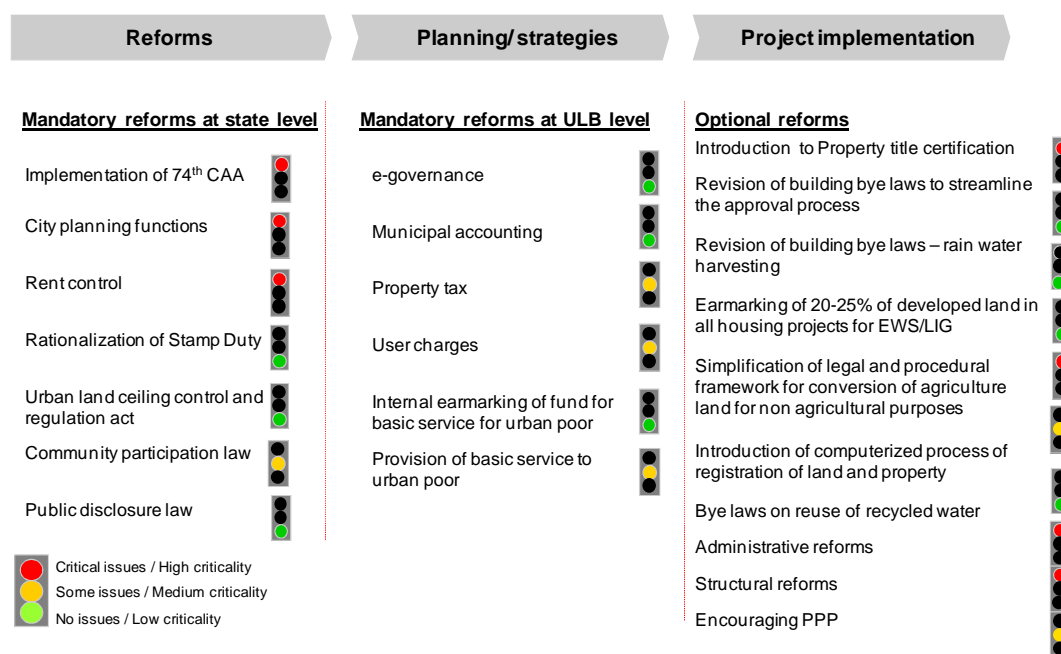 Reforms
Planning/strategies
Project implementation
Mandatory reforms at state level
Implementation of 74th CAA
City planning functions
Rent control
Rationalization of Stamp Duty
Urban land ceiling control and
regulation act
Community participation law
Public disclosure law
Critical issues / High criticality
Some issues / Medium criticality
No issues / Low criticality
Mandatory reforms at ULB level
e-governance
Municipal accounting
Property tax
User charges
Internal earmarking of fund for
basic service for urban poor
Provision of basic service to
urban poor
Optional reforms
Introduction to Property title certification
Revision of building bye laws to streamline
the approval process
Revision of building bye laws – rain water
harvesting
Earmarking of 20-25% of developed land in
all housing projects for EWS/LIG
Simplification of legal and procedural
framework for conversion of agriculture
land for non agricultural purposes
Introduction of computerized process of
registration of land and property
Bye laws on reuse of recycled water
Administrative reforms
Structural reforms
Encouraging PPP